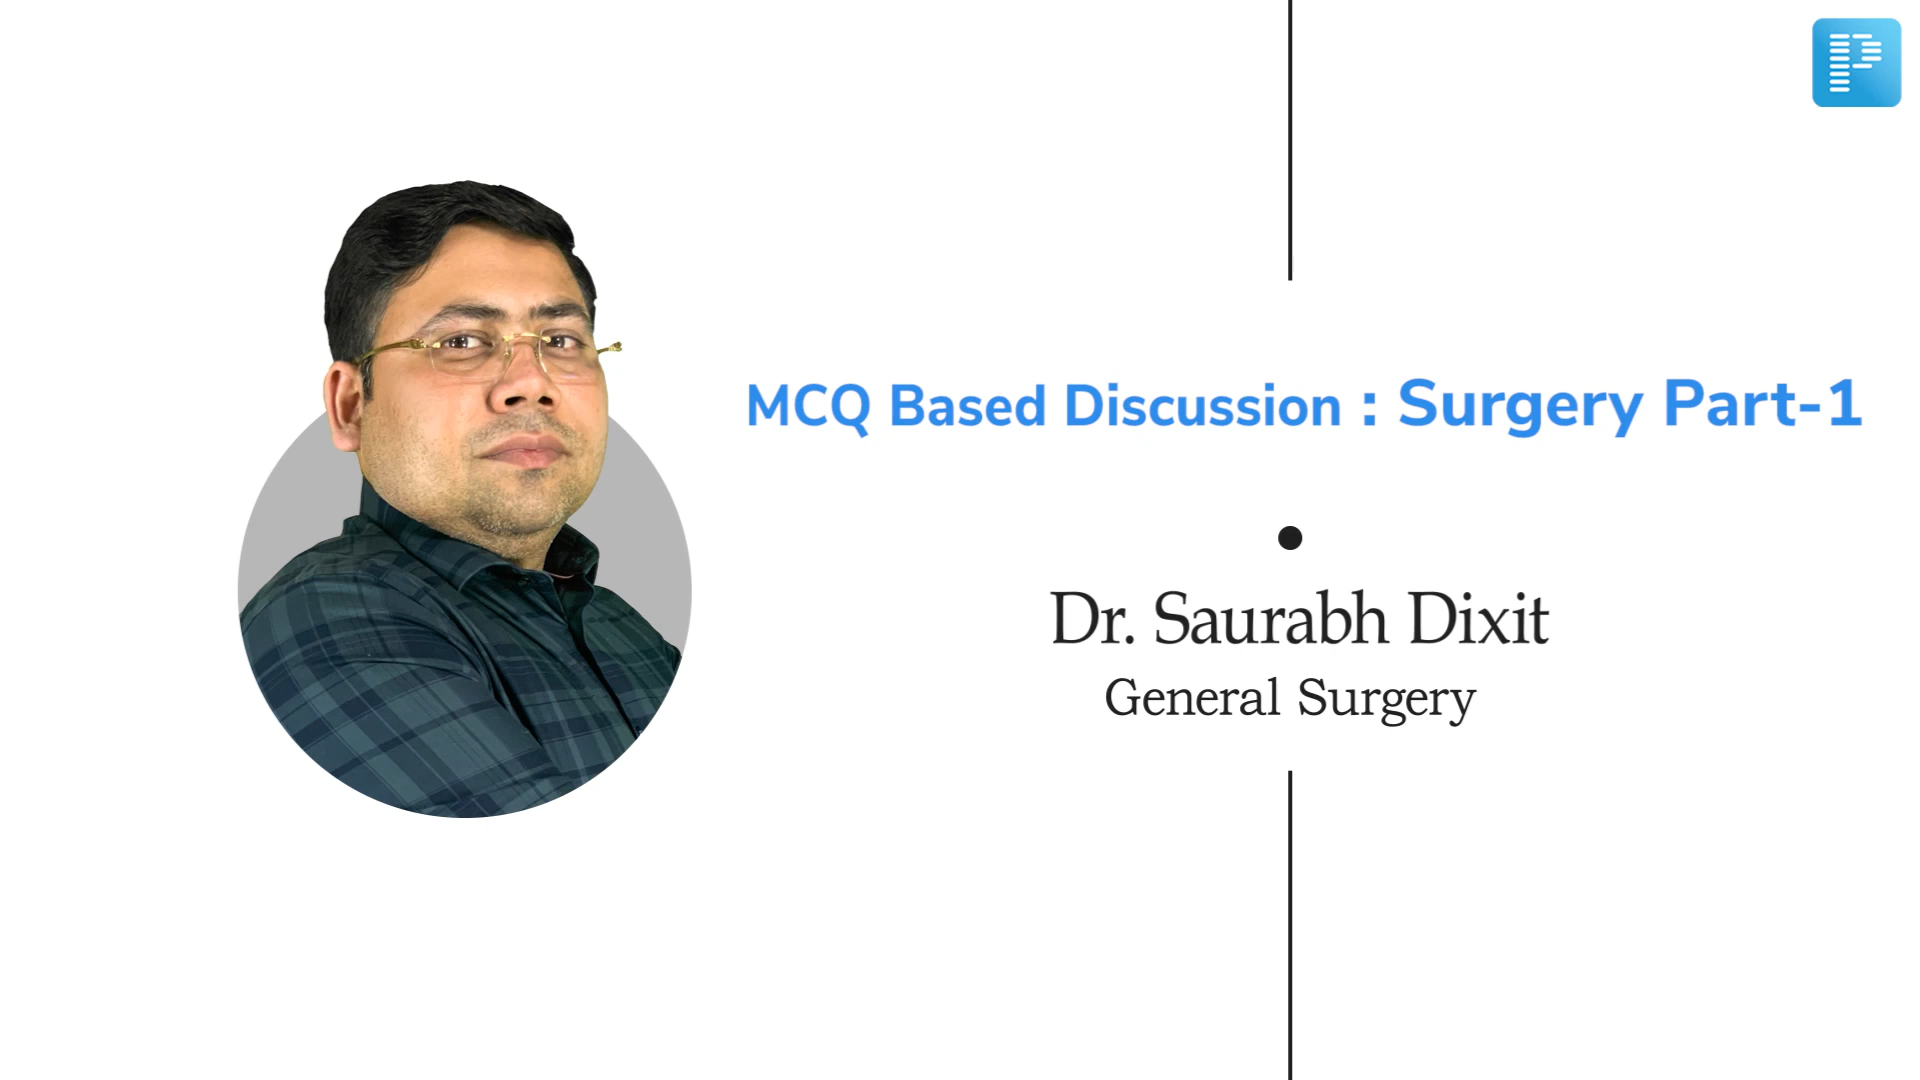 MCQ Based Discussion : Surgery Part-1
Dr. Saurabh Dixit
General Surgery